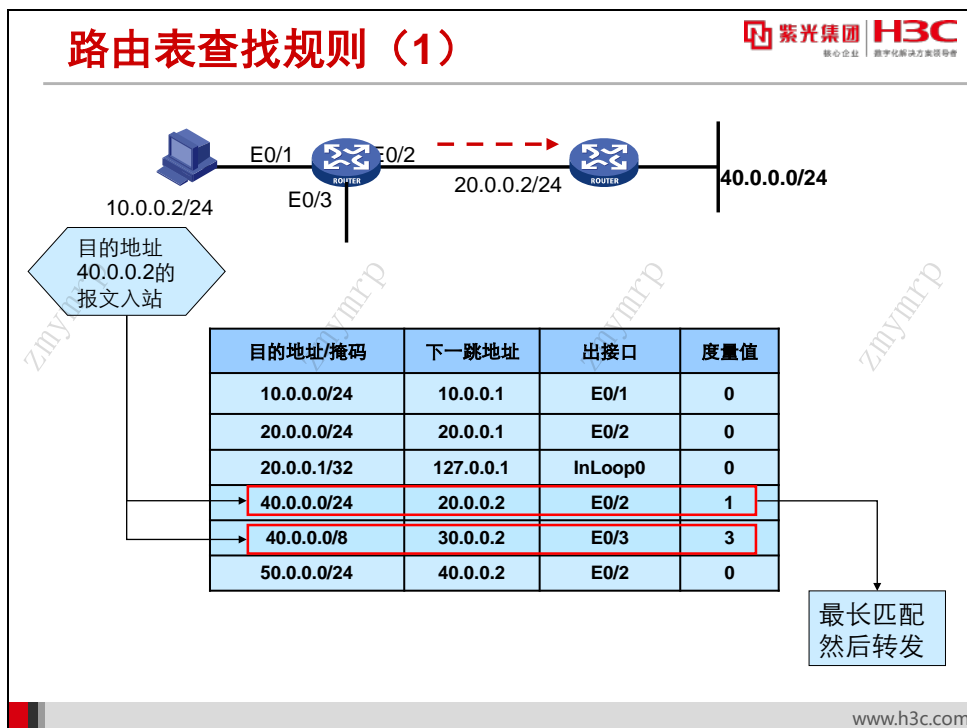 路由表查找规则（1）
紫光集团 H3C
核心企业 数字化解决方案领导者
E0/1
E0/2
E0/3
ROUTER
ROUTER
20.0.0.2/24
40.0.0.0/24
10.0.0.2/24
目的地址
40.0.0.2的
报文入站
目的地址/掩码 下一跳地址 出接口 度量值
10.0.0.0/24 10.0.0.1 E0/1 0
20.0.0.0/24 20.0.0.1 E0/2 0
20.0.0.1/32 127.0.0.1 InLoop0 0
40.0.0.0/24 20.0.0.2 E0/2 1
40.0.0.0/8 30.0.0.2 E0/3 3
50.0.0.0/24 40.0.0.2 E0/2 0
最长匹配
然后转发
zmymrp
zmymrp
zmymrp
zmymrp
www.h3c.com